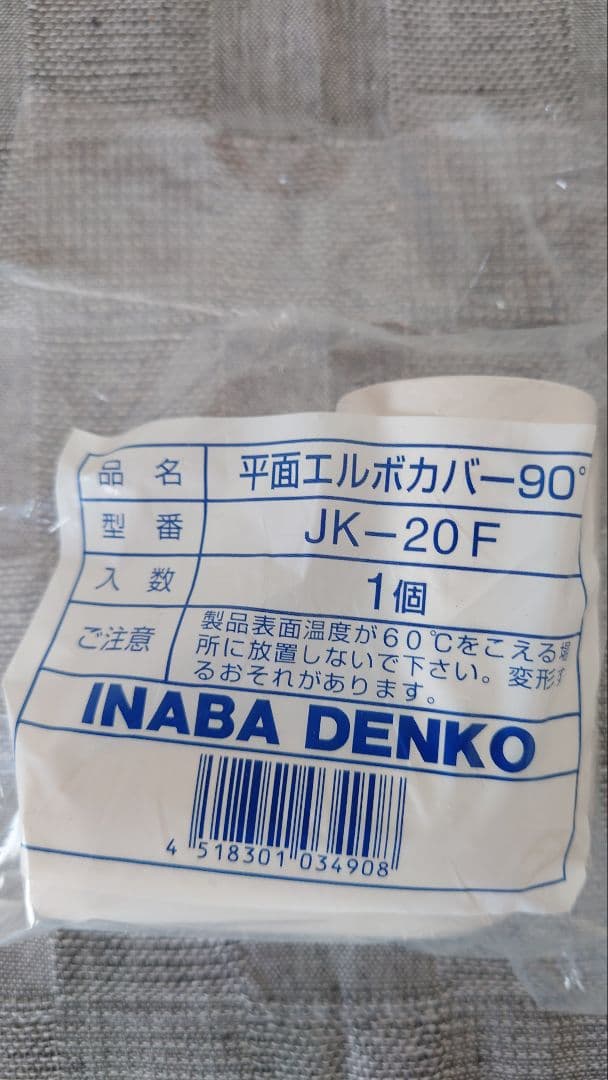 品名 平面エルボカバー90°
型番 JK-20F
入数 1個
ご注意 製品表面温度が60℃をこえる場
所に放置しないで下さい。変形す
るおそれがあります。
INABA DENKO
4 518301 034908